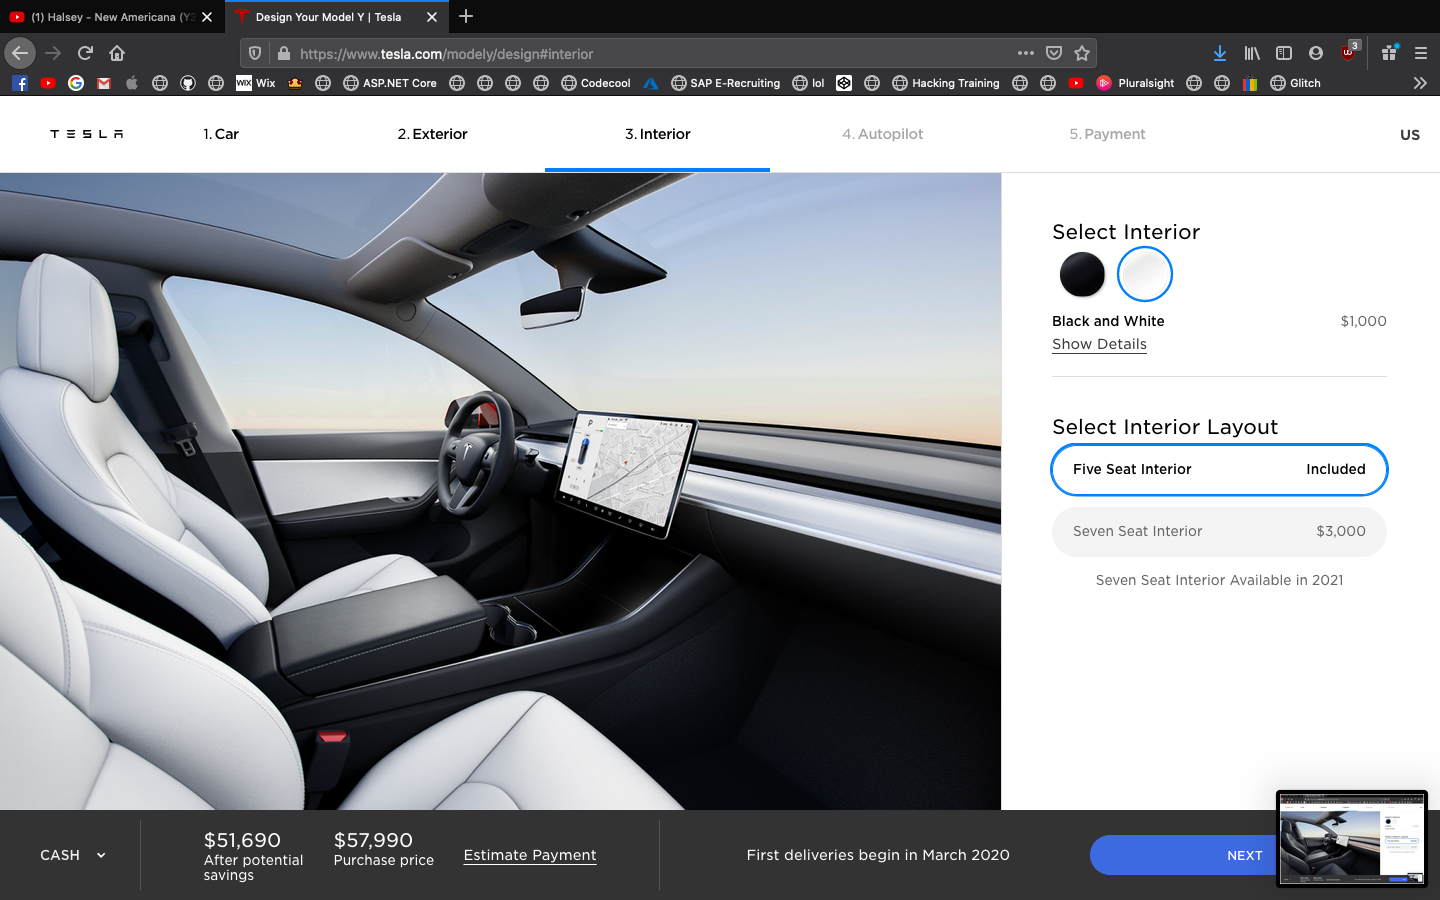 (1) Halsey - New Americana (Y
Design Your Model Y | Tesla
https://www.tesla.com/modely/design#interior
3
WIX Wix
ASP.NET Core
Codecool
SAP E-Recruiting
lol
Hacking Training
Pluralsight
Glitch
TESLA
1. Car
2. Exterior
3. Interior
4. Autopilot
5. Payment
US
Select Interior
Black and White $1,000
Show Details
Select Interior Layout
Five Seat Interior Included
Seven Seat Interior $3,000
Seven Seat Interior Available in 2021
CASH
$51,690
After potential
savings
$57,990
Purchase price
Estimate Payment
First deliveries begin in March 2020
NEXT